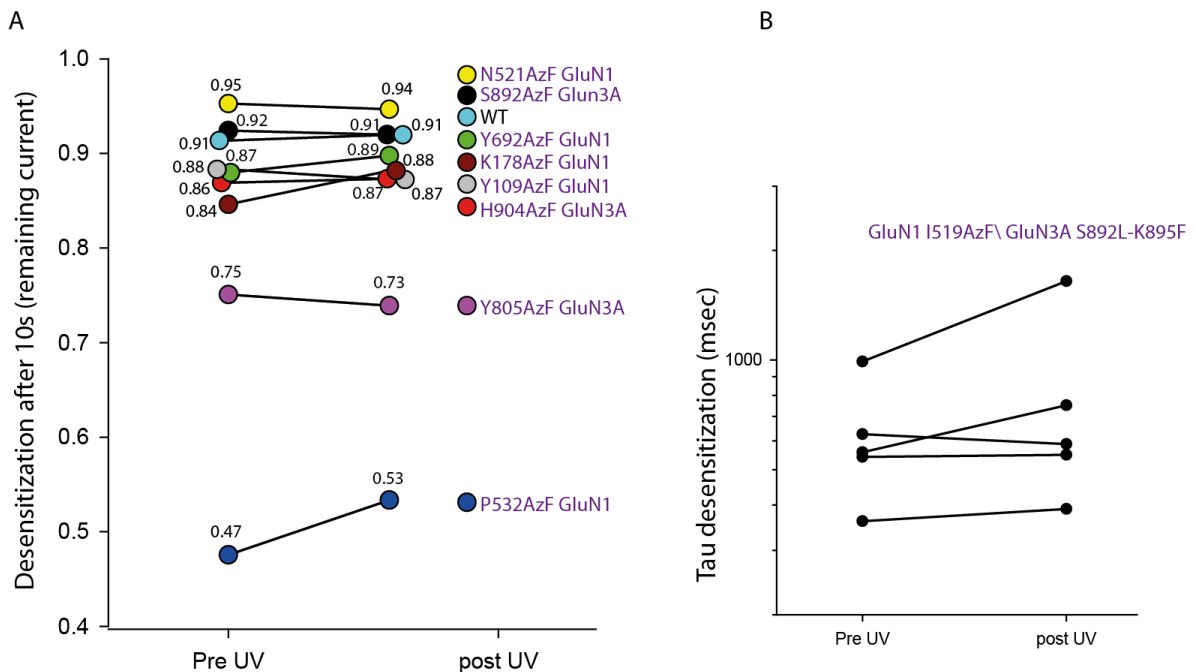 A
Desensitization after 10s (remaining current)
1.0
0.9
0.8
0.7
0.6
0.5
0.4
0.95
0.94
0.92
0.91
0.91
0.91
0.87
0.89
0.88
0.88
0.86
0.87
0.87
0.84
0.75
0.73
0.53
0.47
N521AzF GluN1
S892AzF Glun3A
WT
Y692AzF GluN1
K178AzF GluN1
Y109AzF GluN1
H904AzF GluN3A
Y805AzF GluN3A
P532AzF GluN1
Pre UV
post UV
B
GluN1 I519AzF\ GluN3A S892L-K895F
Tau desensitization (msec)
1000
Pre UV
post UV